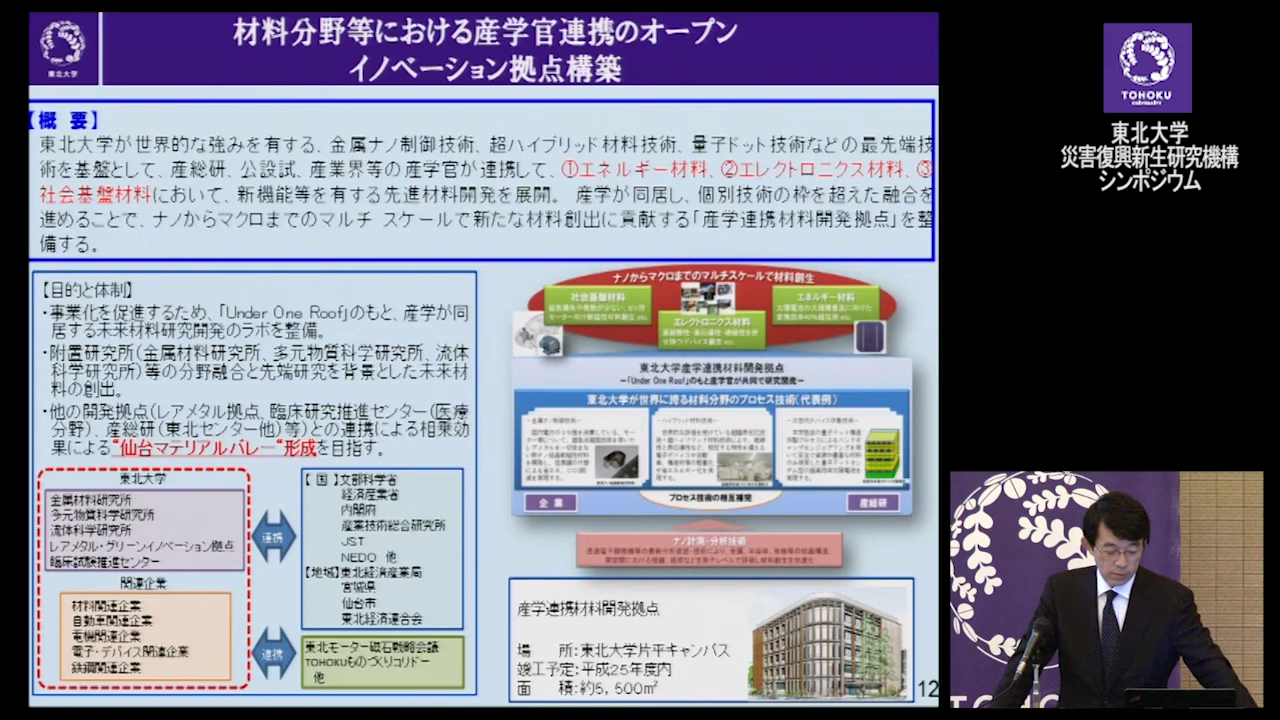 材料分野等における産学官連携のオープン
イノベーション拠点構築
東北大学
【概 要】
東北大学が世界的な強みを有する、金属ナノ制御技術、超ハイブリッド材料技術、量子ドット技術などの最先端技
術を基盤として、産総研、公設試、産業界等の産学官が連携して、①エネルギー材料、②エレクトロニクス材料、③
社会基盤材料において、新機能等を有する先進材料開発を展開。 産学が同居し、個別技術の枠を超えた融合を
進めることで、ナノからマクロまでのマルチ スケールで新たな材料創出に貢献する「産学連携材料開発拠点」を整
備する。
【目的と体制】
・事業化を促進するため、「Under One Roof」のもと、産学が同
居する未来材料研究開発のラボを整備。
・附置研究所(金属材料研究所、多元物質科学研究所、流体
科学研究所)等の分野融合と先端研究を背景とした未来材
料の創出。
・他の開発拠点(レアメタル拠点、臨床研究推進センター(医療
分野)、産総研(東北センター他)等)との連携による相乗効
果による“仙台マテリアルバレー“形成を目指す。
東北大学
金属材料研究所
多元物質科学研究所
流体科学研究所
レアメタル・グリーンイノベーション拠点
臨床試験推進センター
関連企業
材料関連企業
自動車関連企業
電機関連企業
電子・デバイス関連企業
鉄鋼関連企業
連携
連携
【 国 】文部科学省
経済産業省
内閣府
産業技術総合研究所
JST
NEDO 他
【地域】東北経済産業局
宮城県
仙台市
東北経済連合会
東北モーター磁石戦略会議
TOHOKUものづくりコリドー
他
ナノからマクロまでのマルチスケールで材料創生
社会基盤材料
エレクトロニクス材料
エネルギー材料
東北大学産学連携材料開発拠点
−「Under One Roof」のもと産学官が共同で研究開発−
東北大学が世界に誇る材料分野のプロセス技術(代表例)
企 業
プロセス技術の相互補完
産総研
ナノ計測・分析技術
産学連携材料開発拠点
場 所:東北大学片平キャンパス
竣工予定:平成25年度内
面 積:約5,500㎡
12
TOHOKU
UNIVERSITY
東北大学
災害復興新生研究機構
シンポジウム